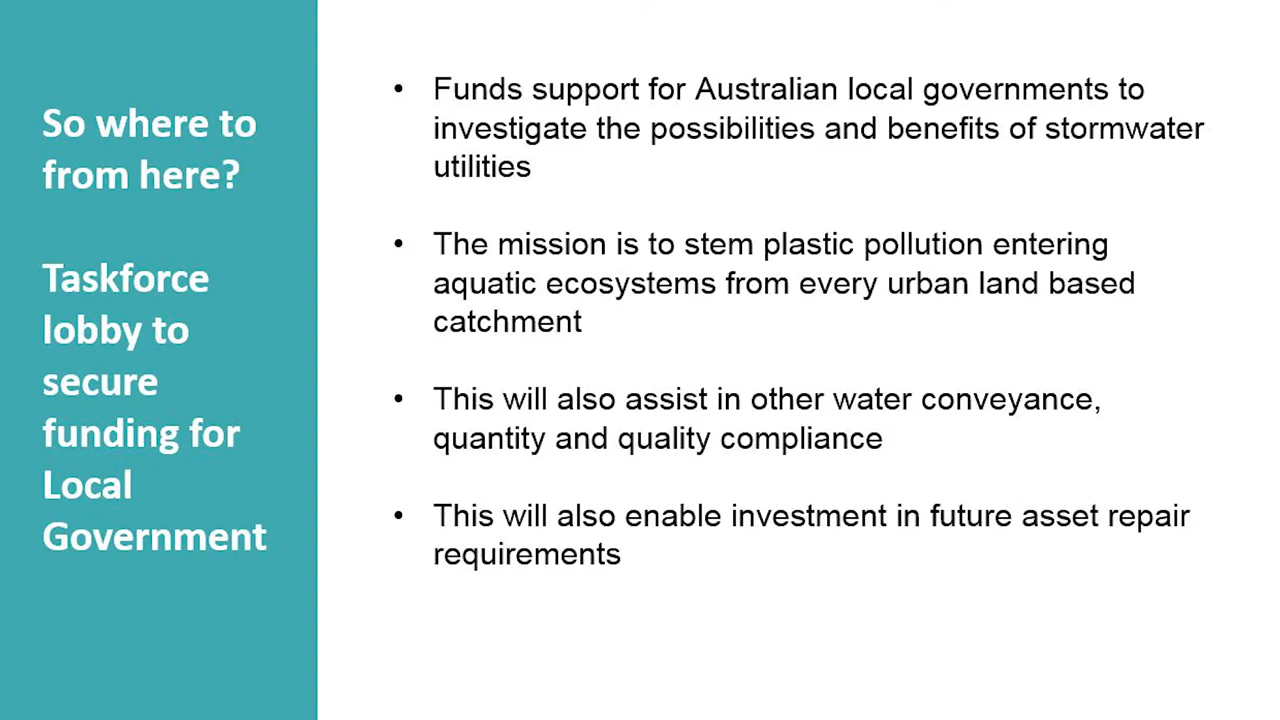 So where to
from here?
Taskforce
lobby to
secure
funding for
Local
Government
• Funds support for Australian local governments to
investigate the possibilities and benefits of stormwater
utilities
• The mission is to stem plastic pollution entering
aquatic ecosystems from every urban land based
catchment
• This will also assist in other water conveyance,
quantity and quality compliance
• This will also enable investment in future asset repair
requirements